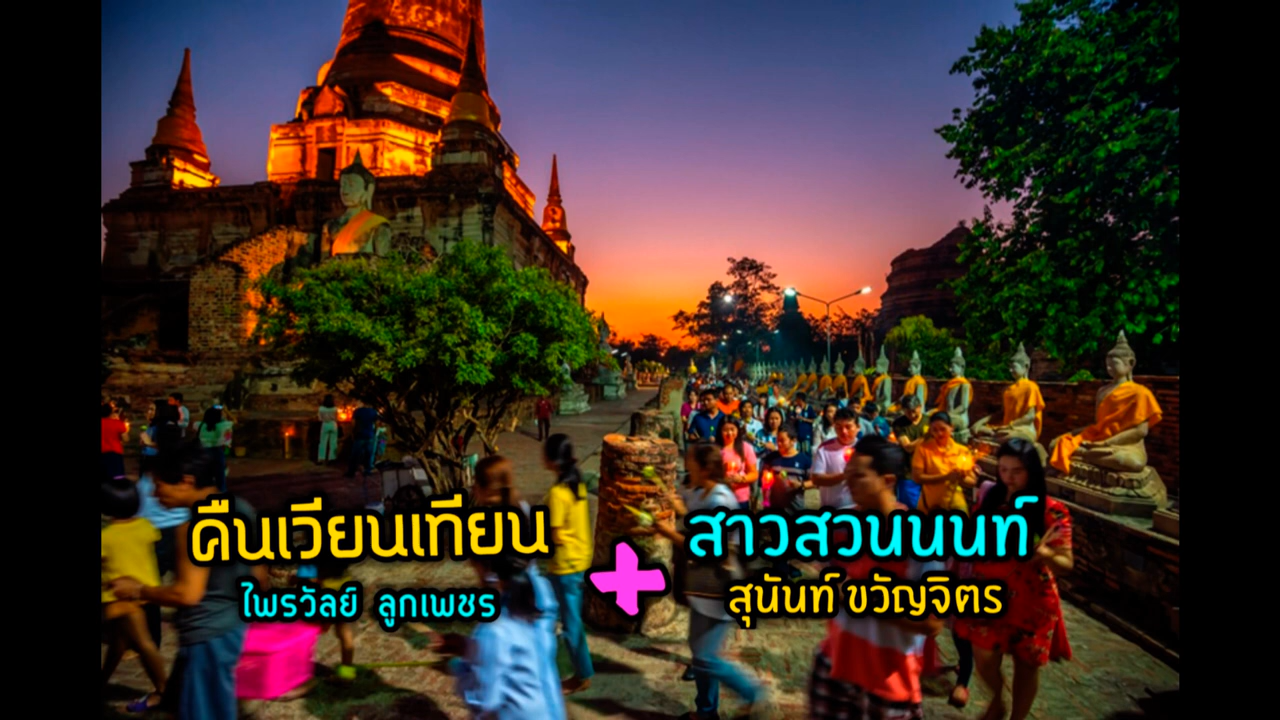 คืนเวียนเทียน
ไพรวัลย์ ลูกเพชร
+
สาวสวนนนท์
สุนันท์ ขวัญจิตร